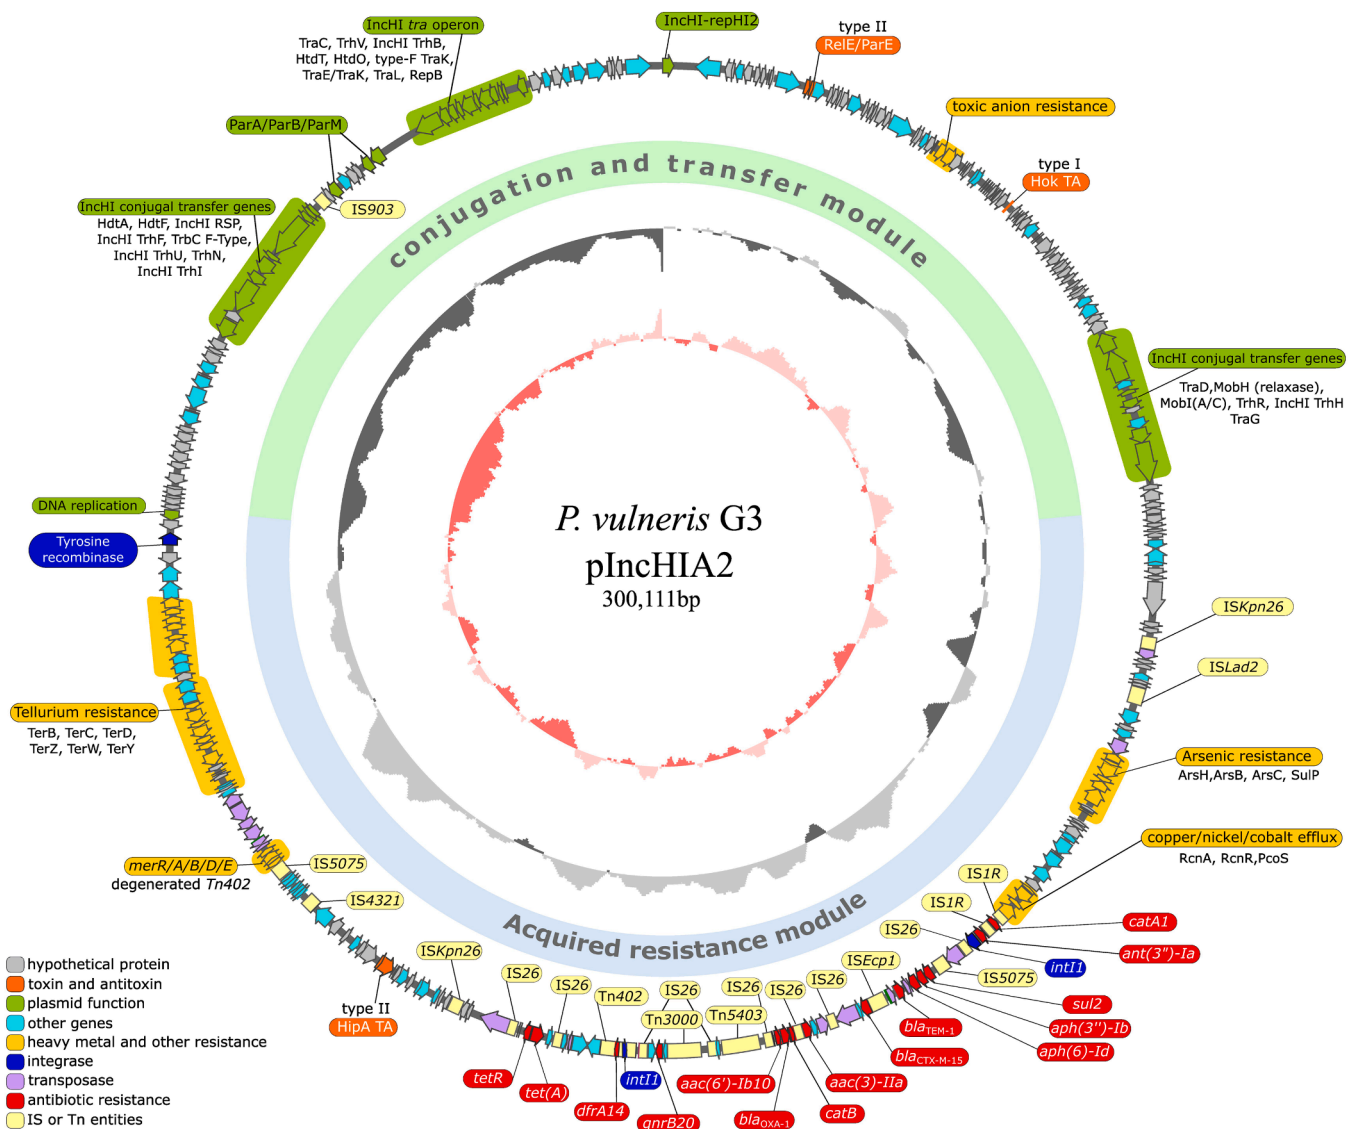 IncHI-repHI2
IncHI tra operon
TraC, TrhV, IncHI TrhB,
HtdT, HtdO, type-F TraK,
TraE/TraK, TraL, RepB
type II
RelE/ParE
toxic anion resistance
type I
Hok TA
ParA/ParB/ParM
IS903
IncHI conjugal transfer genes
HdtA, HdtF, IncHI RSP,
IncHI TrhF, TrbC F-Type,
IncHI TrhU, TrhN,
IncHI TrhI
conjugation and transfer module
IncHI conjugal transfer genes
TraD,MobH (relaxase),
MobI(A/C), TrhR, IncHI TrhH
TraG
DNA replication
Tyrosine
recombinase
P. vulneris G3
pIncHIA2
300,111bp
ISKpn26
ISLad2
Tellurium resistance
TerB, TerC, TerD,
TerZ, TerW, TerY
Arsenic resistance
ArsH,ArsB, ArsC, SulP
copper/nickel/cobalt efflux
RcnA, RcnR,PcoS
merR/A/B/D/E
degenerated Tn402
IS5075
IS4321
IS1R
IS1R
IS26
catA1
ant(3")-Ia
intI1
IS5075
sul2
aph(3")-Ib
aph(6)-Id
Acquired resistance module
ISKpn26
IS26
IS26
Tn402
IS26
Tn3000
IS26
Tn5403
IS26
IS26
ISEcp1
type II
HipA TA
tetR
tet(A)
dfrA14
intI1
qnrB20
aac(6')-Ib10
blaOXA-1
catB
aac(3)-IIa
blaCTX-M-15
blaTEM-1
hypothetical protein
toxin and antitoxin
plasmid function
other genes
heavy metal and other resistance
integrase
transposase
antibiotic resistance
IS or Tn entities